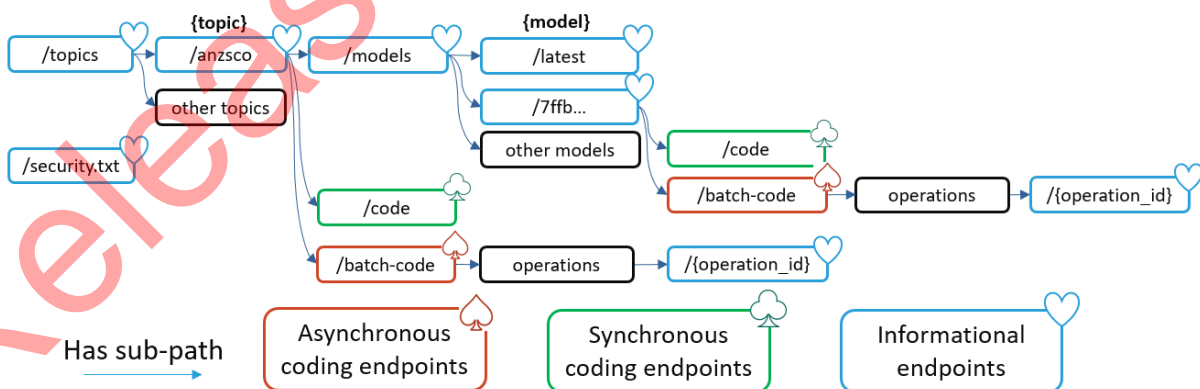 {topic}
{model}
/topics
/anzsco
/models
/latest
other topics
/7ffb...
/security.txt
other models
/code
/batch-code
operations
/{operation_id}
/code
/batch-code
operations
/{operation_id}
Has sub-path
Asynchronous
coding endpoints
Synchronous
coding endpoints
Informational
endpoints
eleas